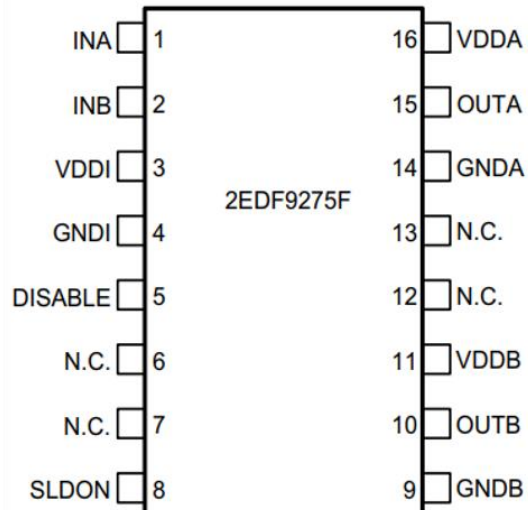 INA 1 16 VDDA
INB 2 15 OUTA
VDDI 3 14 GNDA
2EDF9275F
GNDI 4 13 N.C.
DISABLE 5 12 N.C.
N.C. 6 11 VDDB
N.C. 7 10 OUTB
SLDON 8 9 GNDB